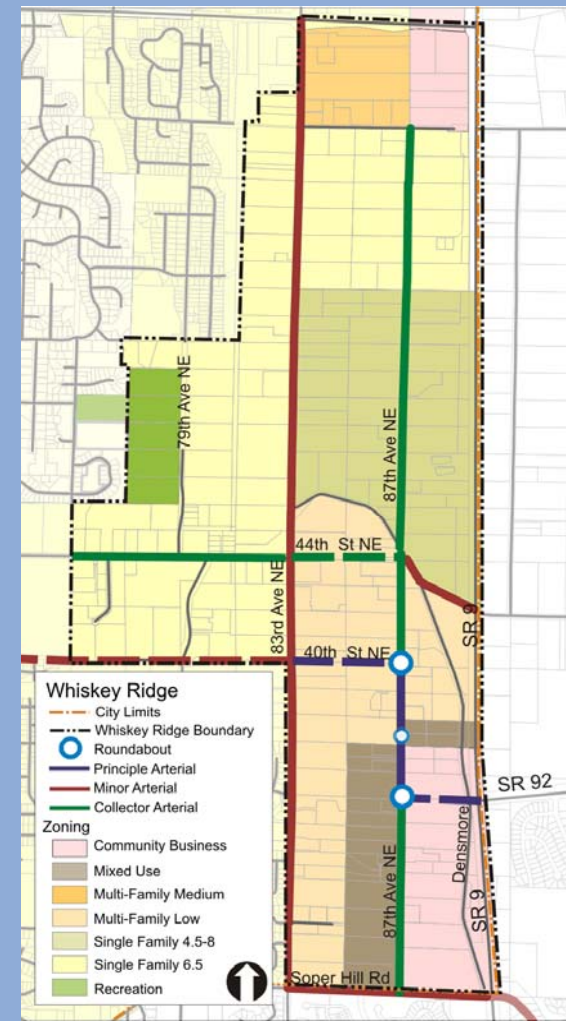 79th Ave NE
87th Ave NE
44th St NE
83rd Ave NE
SR 9
40th St NE
Whiskey Ridge
City Limits
Whiskey Ridge Boundary
Roundabout
Principle Arterial
Minor Arterial
Collector Arterial
Zoning
Community Business
Mixed Use
Multi-Family Medium
Multi-Family Low
Single Family 4.5-8
Single Family 6.5
Recreation
SR 92
Densmore
87th Ave NE
SR 9
Soper Hill Rd